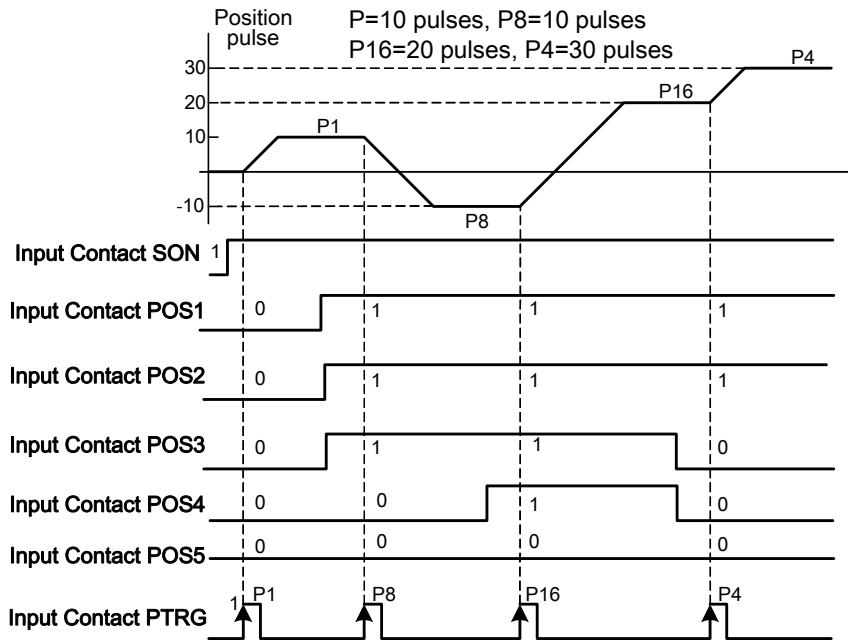 Position
pulse
P=10 pulses, P8=10 pulses
P16=20 pulses, P4=30 pulses
30
P4
20
P16
10
P1
-10
P8
Input Contact SON
1
Input Contact POS1
0
1
1
1
Input Contact POS2
0
1
1
1
Input Contact POS3
0
1
1
0
Input Contact POS4
0
0
1
0
Input Contact POS5
0
0
0
0
Input Contact PTRG
1
P1
P8
P16
P4